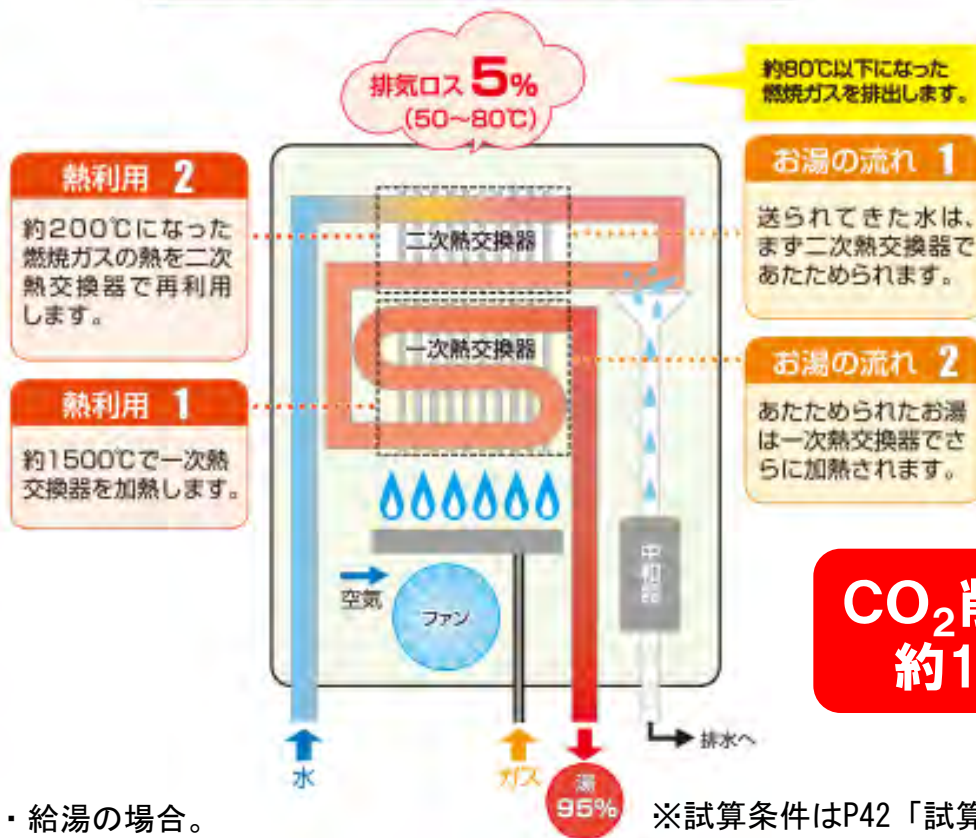 排気ロス 5%
(50〜80℃)
約80℃以下になった
燃焼ガスを排出します。
熱利用 2
約200℃になった
燃焼ガスの熱を二次
熱交換器で再利用
します。
熱利用 1
約1500℃で一次熱
交換器を加熱します。
二次熱交換器
一次熱交換器
空気
ファン
中和器
お湯の流れ 1
送られてきた水は、
まず二次熱交換器で
あたためられます。
お湯の流れ 2
あたためられたお湯
は一次熱交換器でさ
らに加熱されます。
CO₂削
約1
水
ガス
湯
95%
排水へ
・給湯の場合。
※試算条件はP42「試算